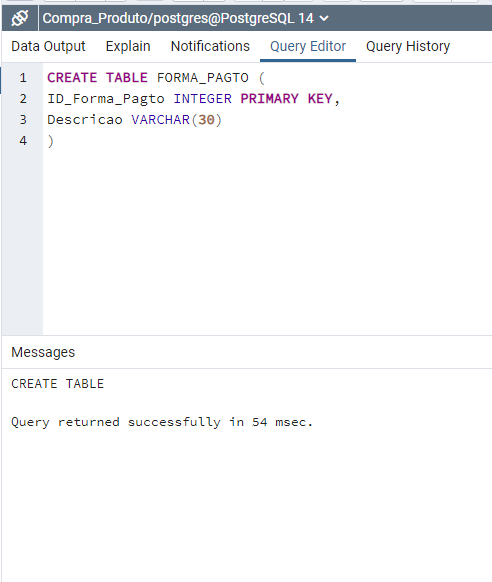 Compra_Produto/postgres@PostgreSQL 14
Data Output Explain Notifications Query Editor Query History
1 CREATE TABLE FORMA_PAGTO (
2 ID_Forma_Pagto INTEGER PRIMARY KEY,
3 Descricao VARCHAR(30)
4 )
Messages
CREATE TABLE
Query returned successfully in 54 msec.